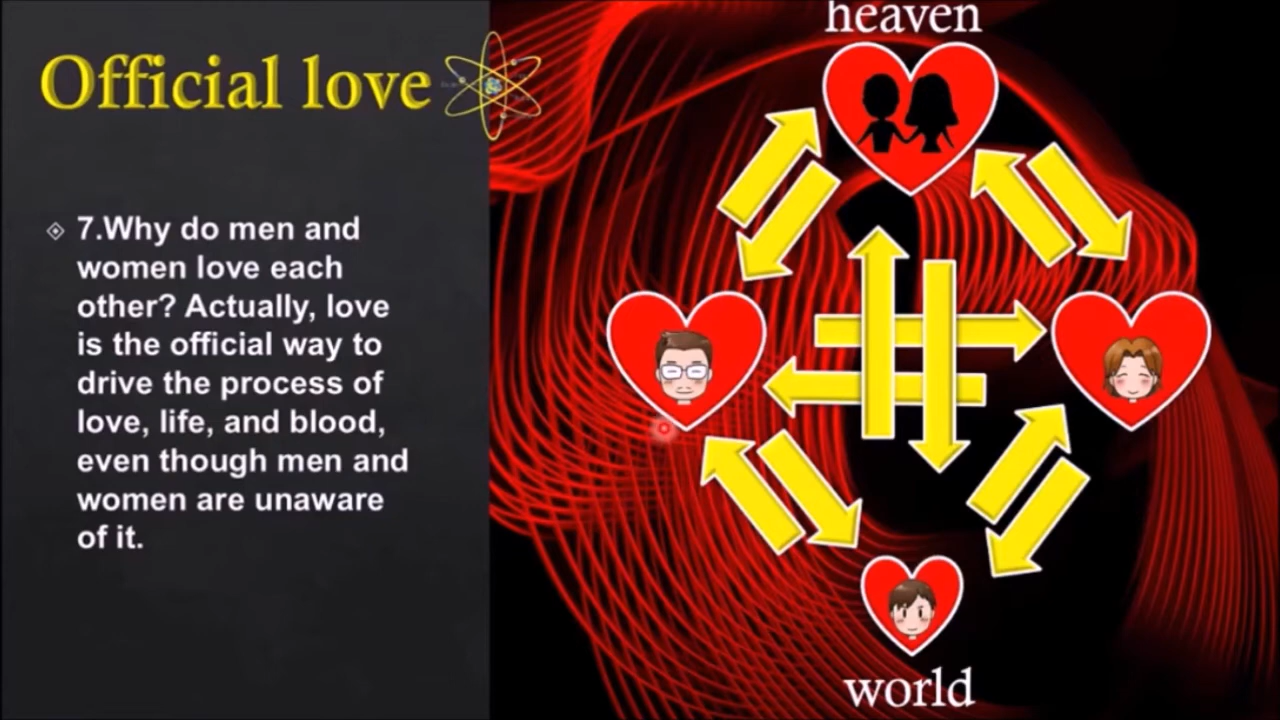 Official love
7.Why do men and
women love each
other? Actually, love
is the official way to
drive the process of
love, life, and blood,
even though men and
women are unaware
of it.
heaven
world